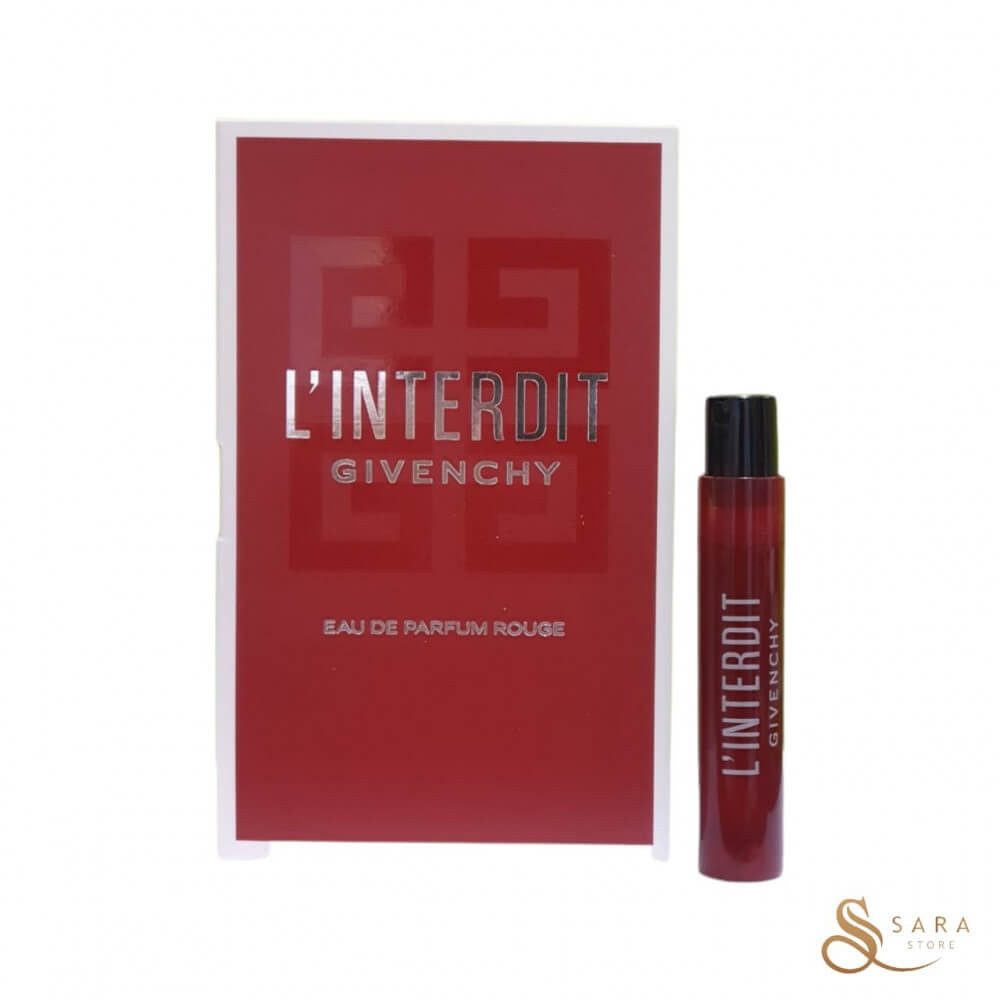 L'INTERDIT
GIVENCHY
EAU DE PARFUM ROUGE
L'INTERDIT
GIVENCHY
SARA
STORE